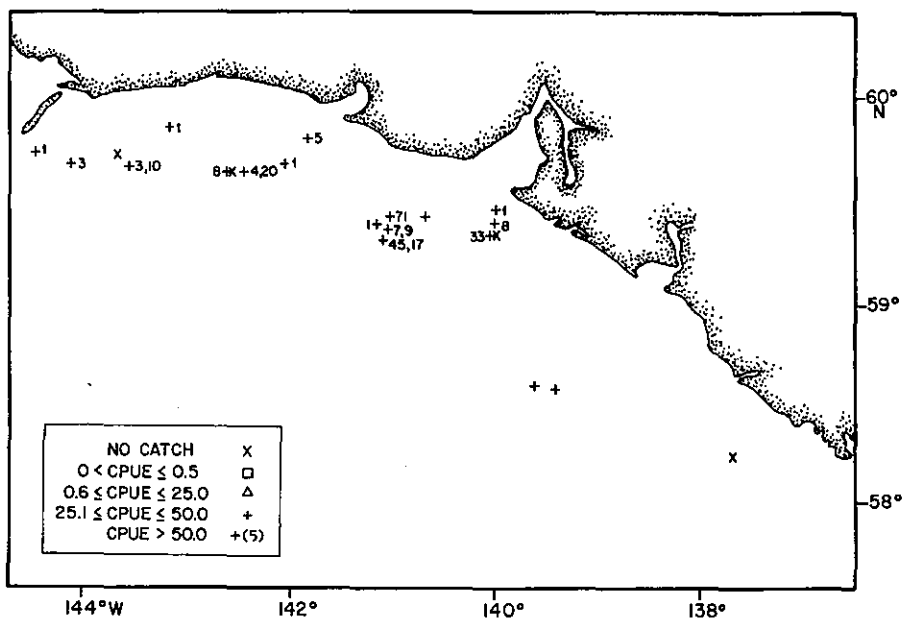 60°
N
+1
+5
+1
x
+3
+3,10
8+x+4,20
+1
+71
+
1+
+7,9
+45,17
+1
+8
33+x
59°
+ +
x
58°
NO CATCH X
0 < CPUE ≤ 0.5 □
0.6 ≤ CPUE ≤ 25.0 △
25.1 ≤ CPUE ≤ 50.0 +
CPUE > 50.0 +(5)
144°W 142° 140° 138°